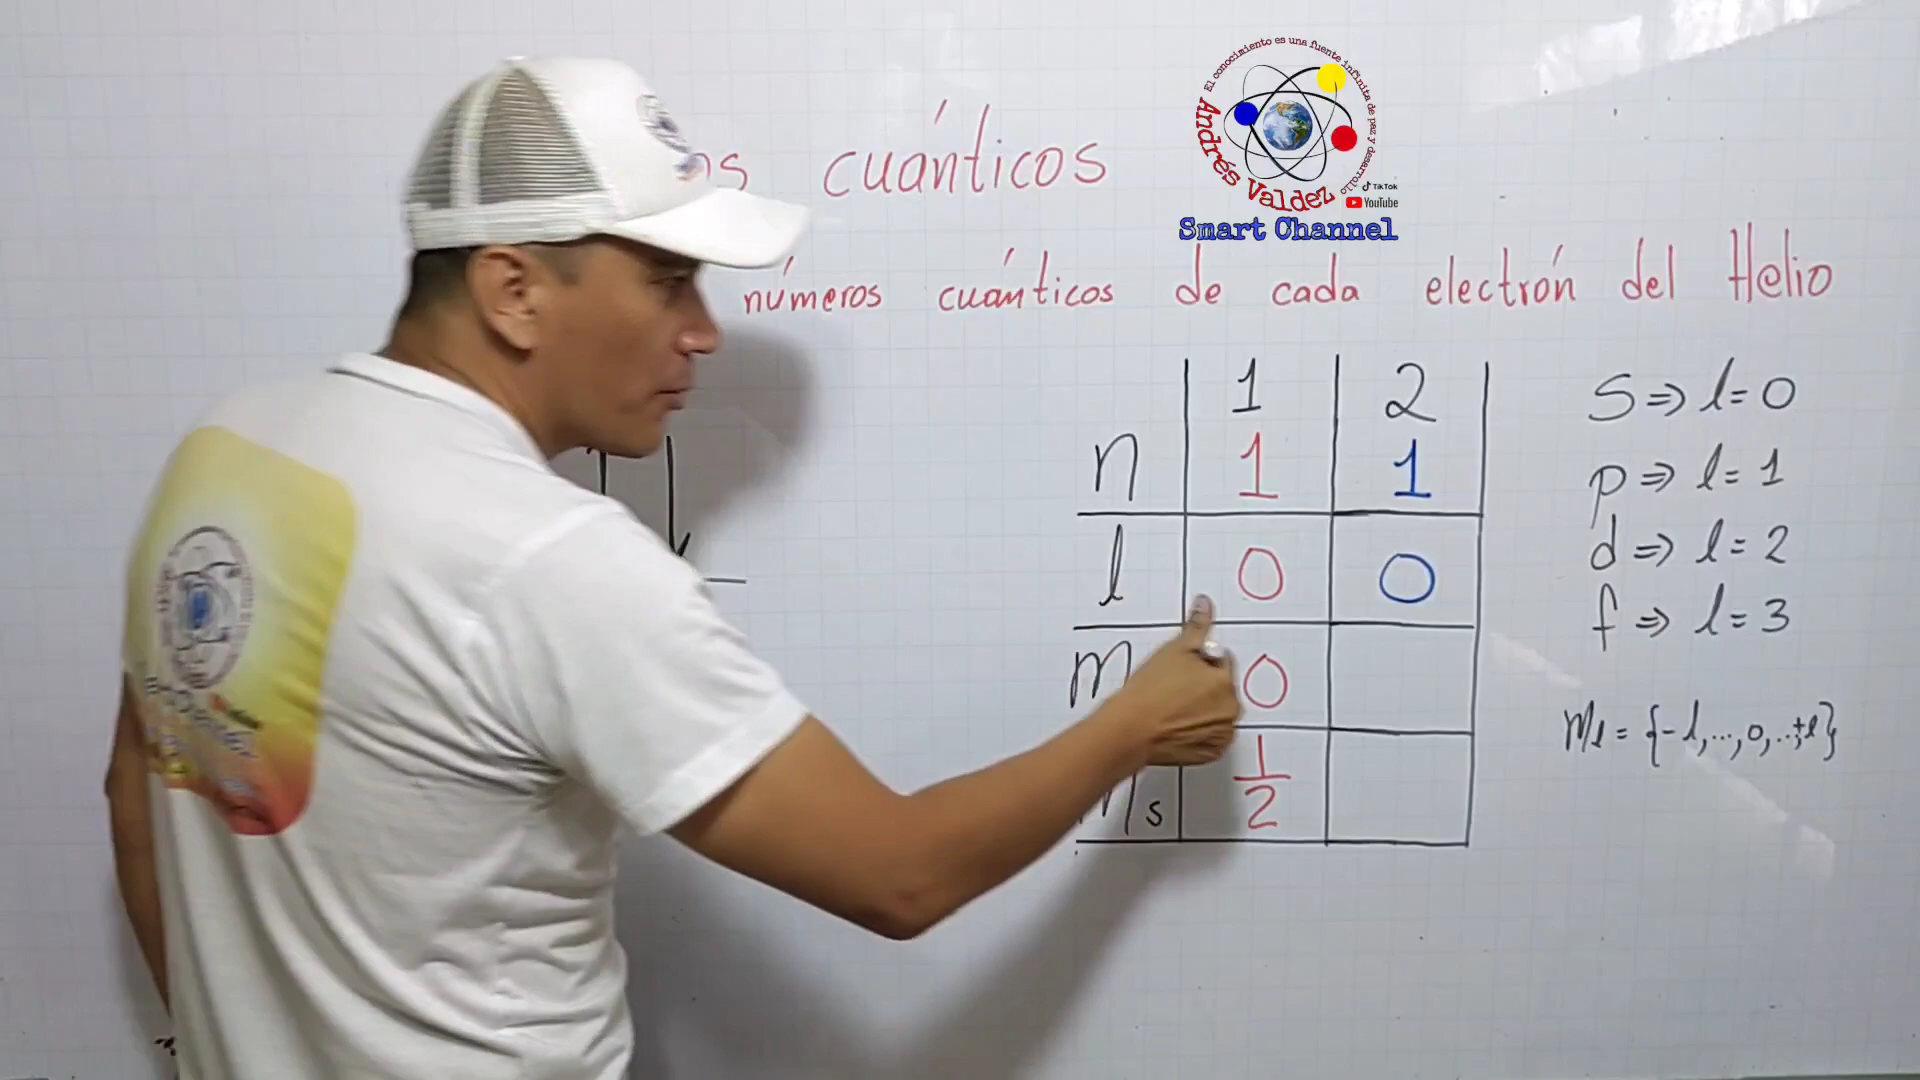 El conocimiento es una fuente infinita de paz y desarrollo
Andrés Valdez
TikTok
YouTube
Smart Channel
cuánticos
números cuánticos de cada electrón del Helio
1 2
n 1 1
l 0 0
m 0
s 1/2
S => l = 0
p => l = 1
d => l = 2
f => l = 3
Ml = {-l, ..., 0, ..., +l}